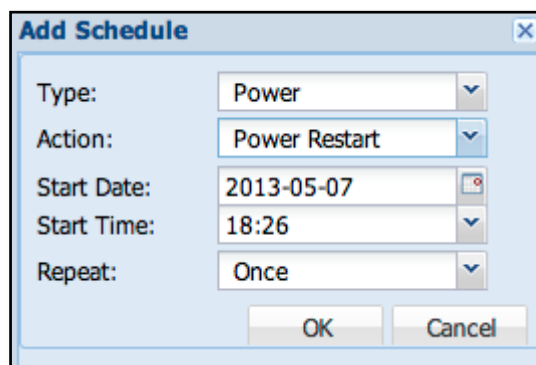 Add Schedule
Type: Power
Action: Power Restart
Start Date: 2013-05-07
Start Time: 18:26
Repeat: Once
OK Cancel